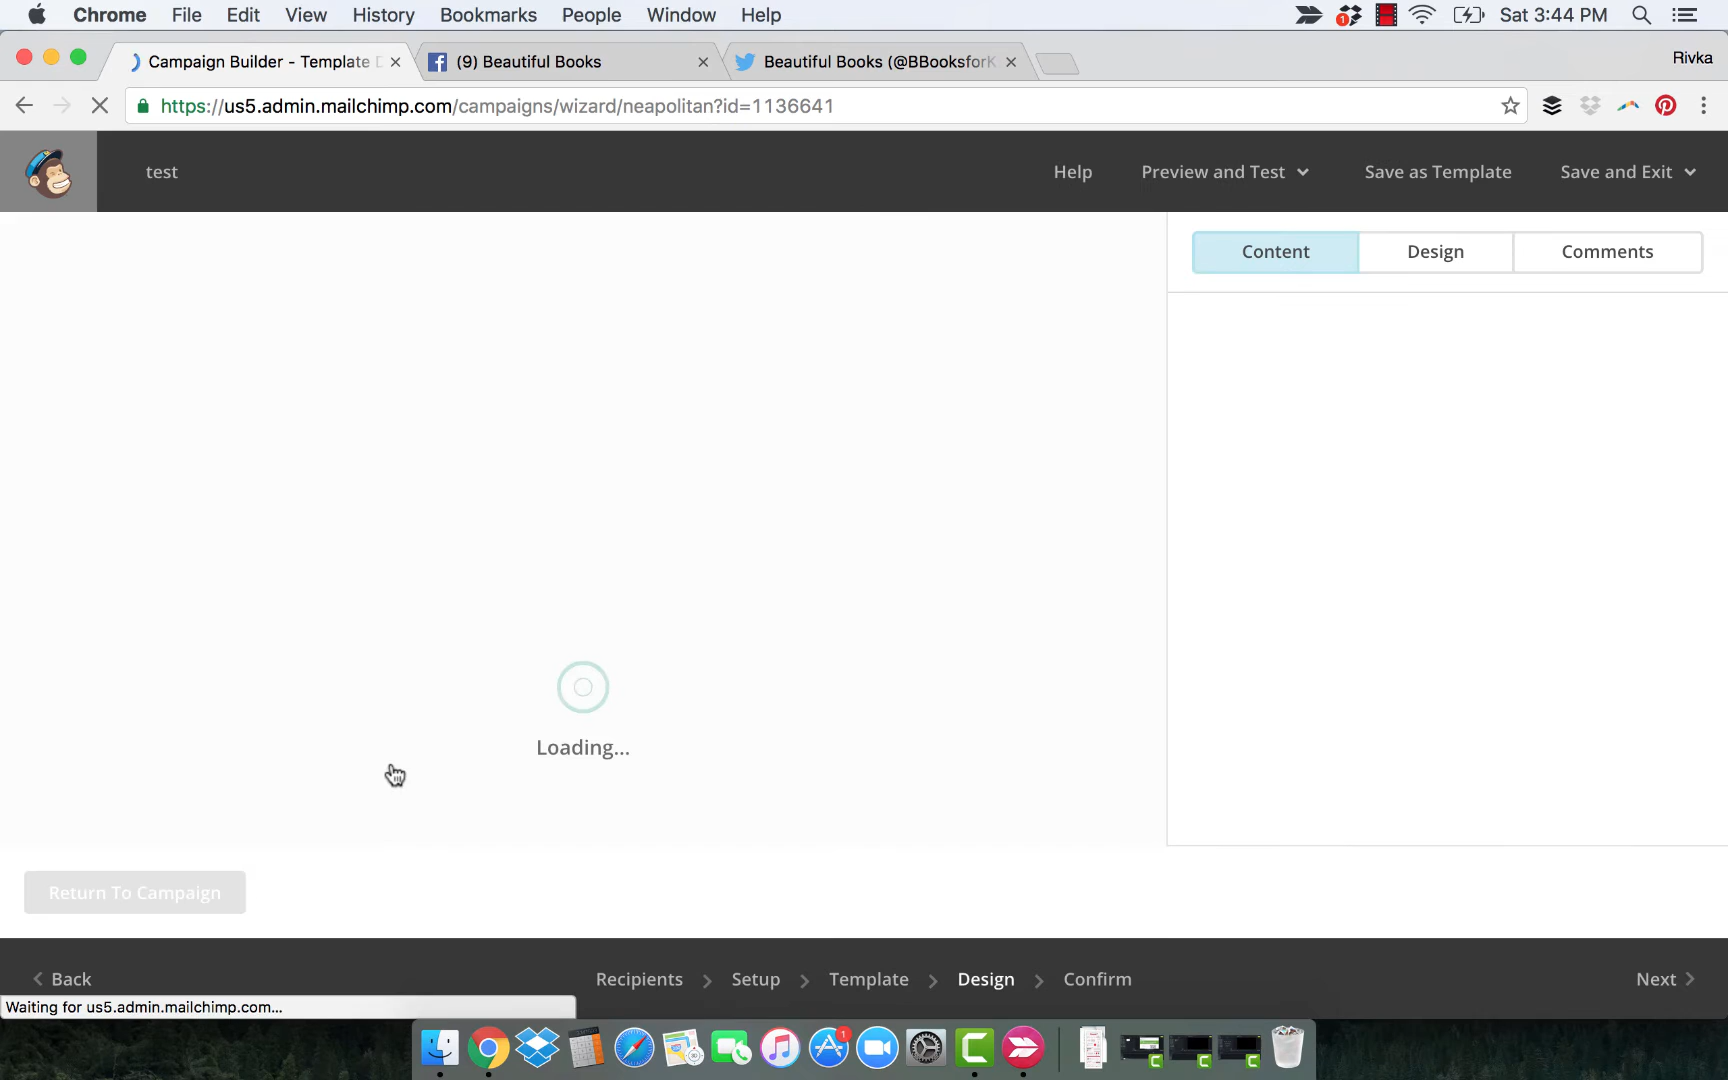 Chrome File Edit View History Bookmarks People Window Help
1
Sat 3:44 PM
Campaign Builder - Template D
(9) Beautiful Books
Beautiful Books (@BBooksforK
Rivka
https://us5.admin.mailchimp.com/campaigns/wizard/neapolitan?id=1136641
test
Help
Preview and Test
Save as Template
Save and Exit
Content
Design
Comments
Loading...
Return To Campaign
Back
Recipients
Setup
Template
Design
Confirm
Next
Waiting for us5.admin.mailchimp.com...
1